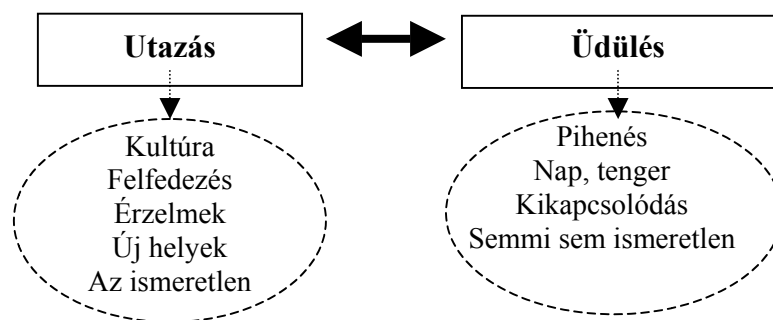 Utazás
Üdülés
Kultúra
Felfedezés
Érzelmek
Új helyek
Az ismeretlen
Pihenés
Nap, tenger
Kikapcsolódás
Semmi sem ismeretlen